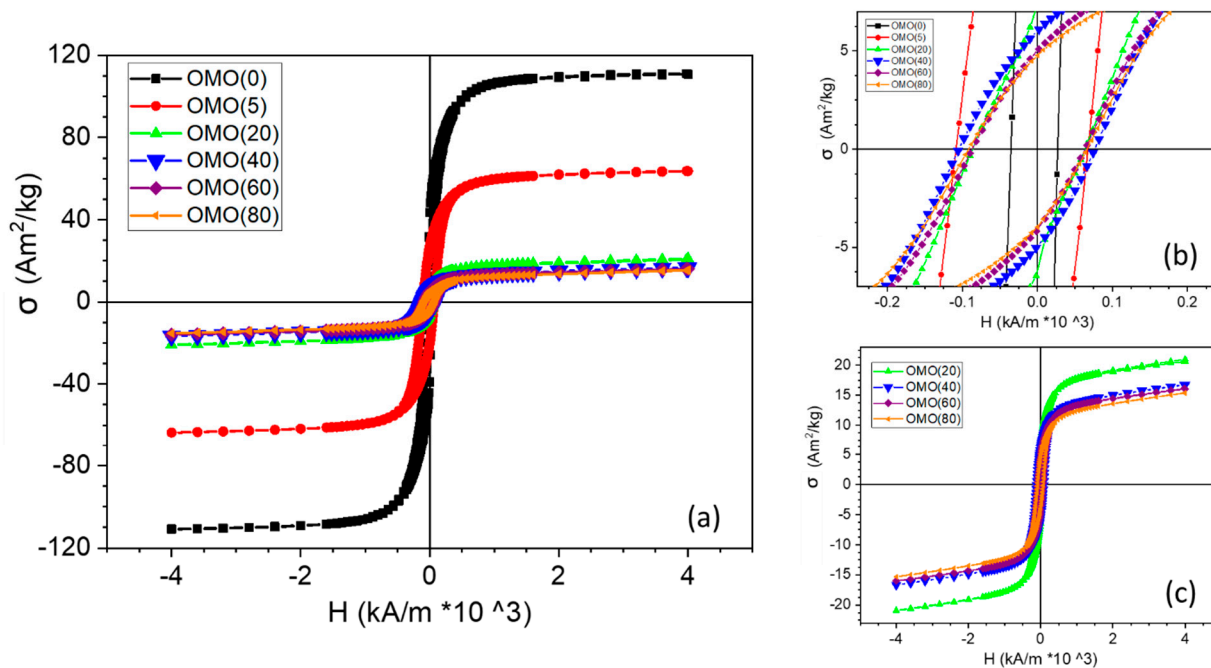 120
80
40
0
-40
-80
-120
σ (Am²/kg)
OMO(0)
OMO(5)
OMO(20)
OMO(40)
OMO(60)
OMO(80)
(a)
-4 -2 0 2 4
H (kA/m *10 ^3)
5
0
-5
σ (Am²/kg)
OMO(0)
OMO(5)
OMO(20)
OMO(40)
OMO(60)
OMO(80)
(b)
-0.2 -0.1 0.0 0.1 0.2
H (kA/m *10 ^3)
20
15
10
5
0
-5
-10
-15
-20
σ (Am²/kg)
OMO(20)
OMO(40)
OMO(60)
OMO(80)
(c)
-4 -2 0 2 4
H (kA/m *10 ^3)